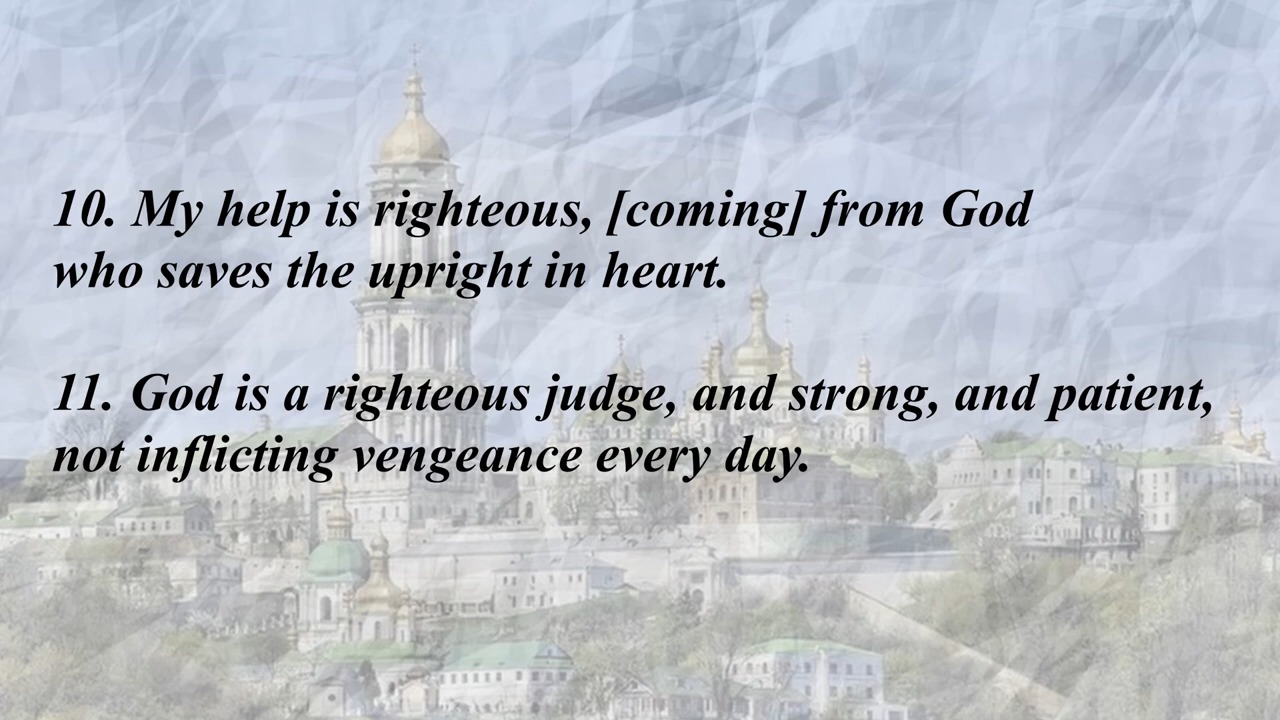 10. My help is righteous, [coming] from God
who saves the upright in heart.
11. God is a righteous judge, and strong, and patient,
not inflicting vengeance every day.